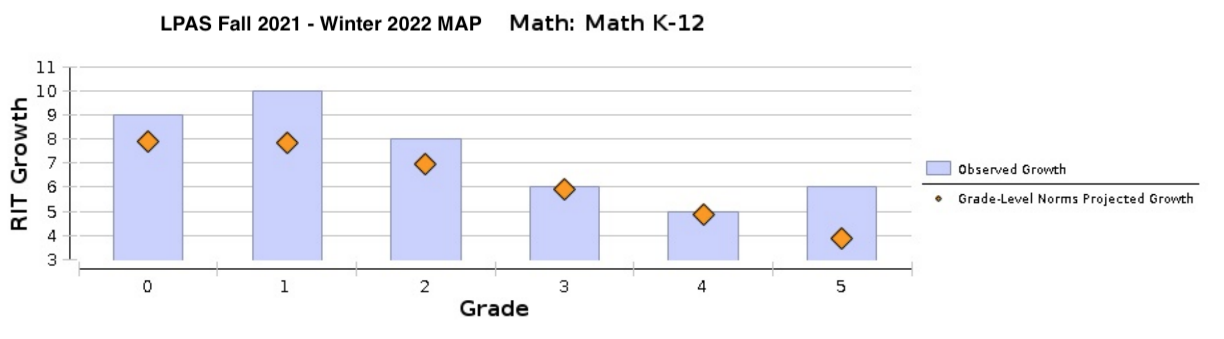 LPAS Fall 2021 - Winter 2022 MAP Math: Math K-12
11
10
9
8
7
6
5
4
3
RIT Growth
0 1 2 3 4 5
Grade
Observed Growth
Grade-Level Norms Projected Growth